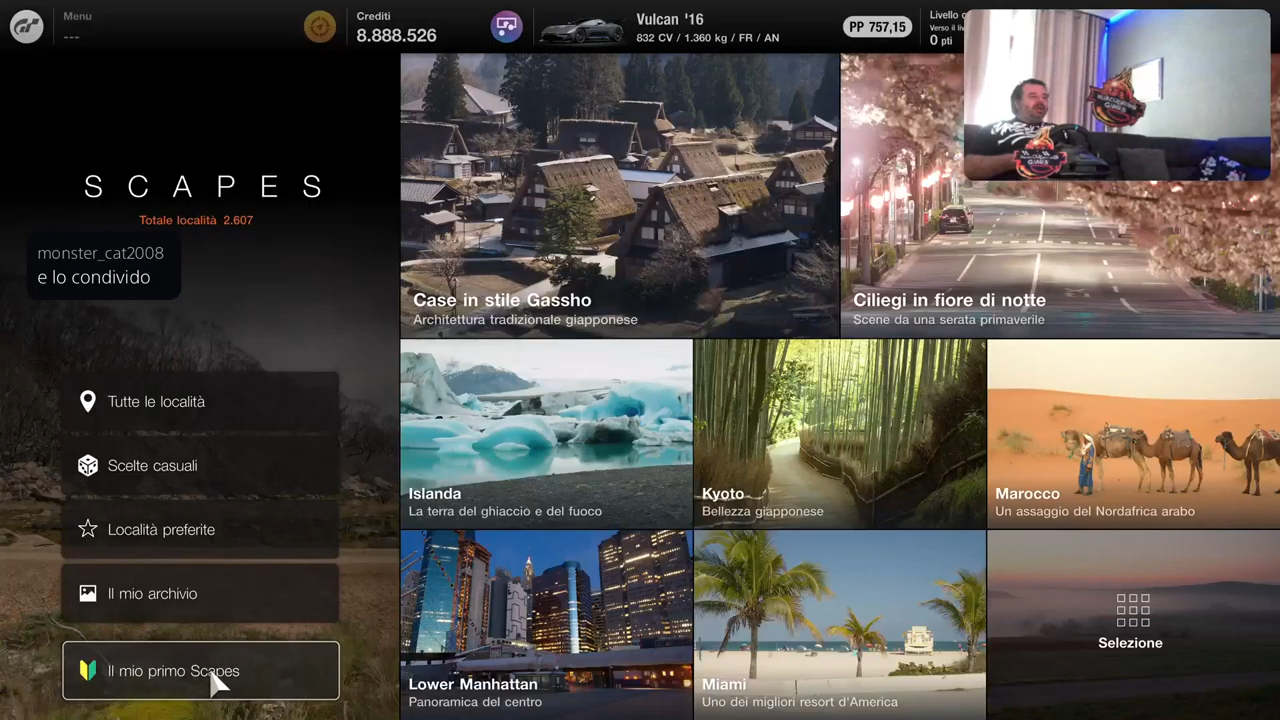 Menu
---
Crediti
8.888.526
Vulcan '16
832 CV / 1.360 kg / FR / AN
PP 757,15
Livello
Verso il liv
0 pti
SCAPES
Totale località 2.607
monster_cat2008
e lo condivido
Tutte le località
Scelte casuali
Località preferite
Il mio archivio
Il mio primo Scapes
Case in stile Gassho
Architettura tradizionale giapponese
Ciliegi in fiore di notte
Scene da una serata primaverile
Islanda
La terra del ghiaccio e del fuoco
Kyoto
Bellezza giapponese
Marocco
Un assaggio del Nordafrica arabo
Lower Manhattan
Panoramica del centro
Miami
Uno dei migliori resort d'America
Selezione